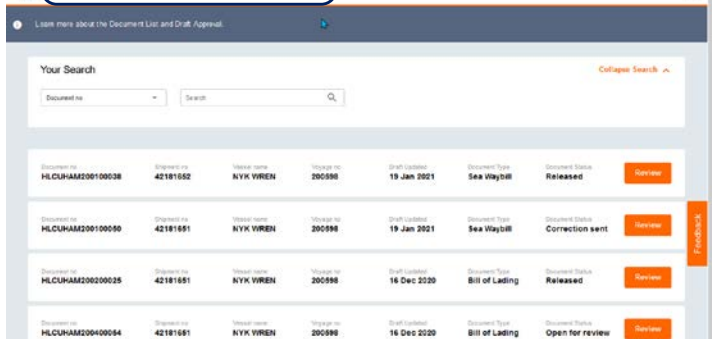 Learn more about the Document List and Draft Approval.
Your Search
Collapse Search
Document no
Search
Document no Shipment no Vessel name Voyage no Draft Updated Document Type Document Status
HLCUHAM200100038 42181652 NYK WREN 200598 19 Jan 2021 Sea Waybill Released Review
Document no Shipment no Vessel name Voyage no Draft Updated Document Type Document Status
HLCUHAM200100050 42181651 NYK WREN 200598 19 Jan 2021 Sea Waybill Correction sent Review
Feedback
Document no Shipment no Vessel name Voyage no Draft Updated Document Type Document Status
HLCUHAM200200025 42181651 NYK WREN 200598 16 Dec 2020 Bill of Lading Released Review
Document no Shipment no Vessel name Voyage no Draft Updated Document Type Document Status
HLCUHAM200400054 42181651 NYK WREN 200598 16 Dec 2020 Bill of Lading Open for review Review